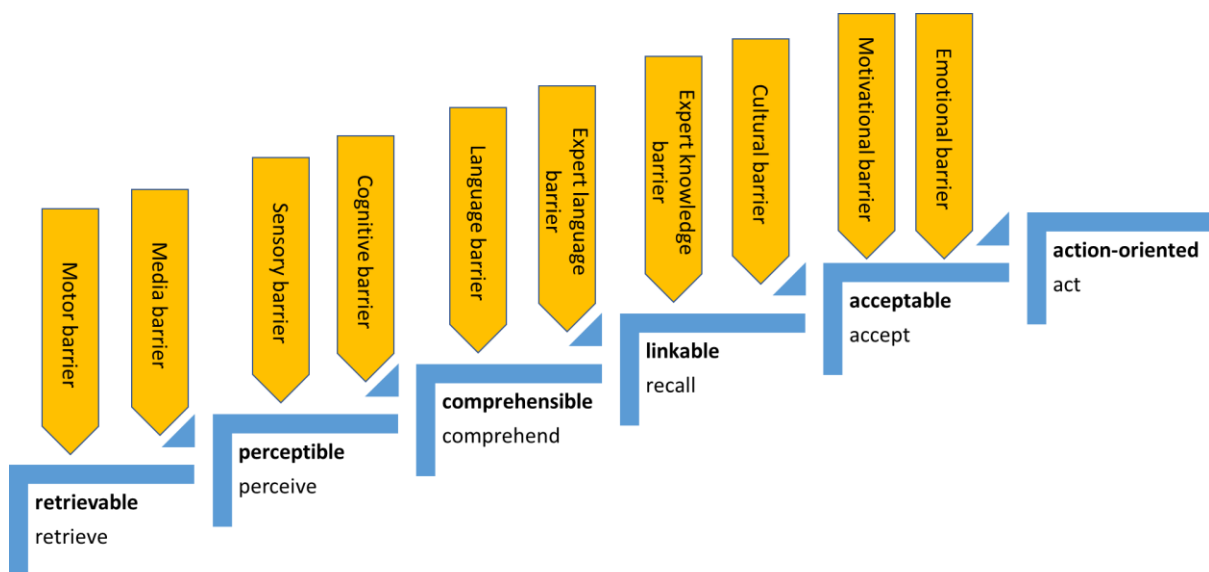 Motor barrier
Media barrier
Sensory barrier
Cognitive barrier
Language barrier
Expert language
barrier
Expert knowledge
barrier
Cultural barrier
Motivational barrier
Emotional barrier
retrievable
retrieve
perceptible
perceive
comprehensible
comprehend
linkable
recall
acceptable
accept
action-oriented
act